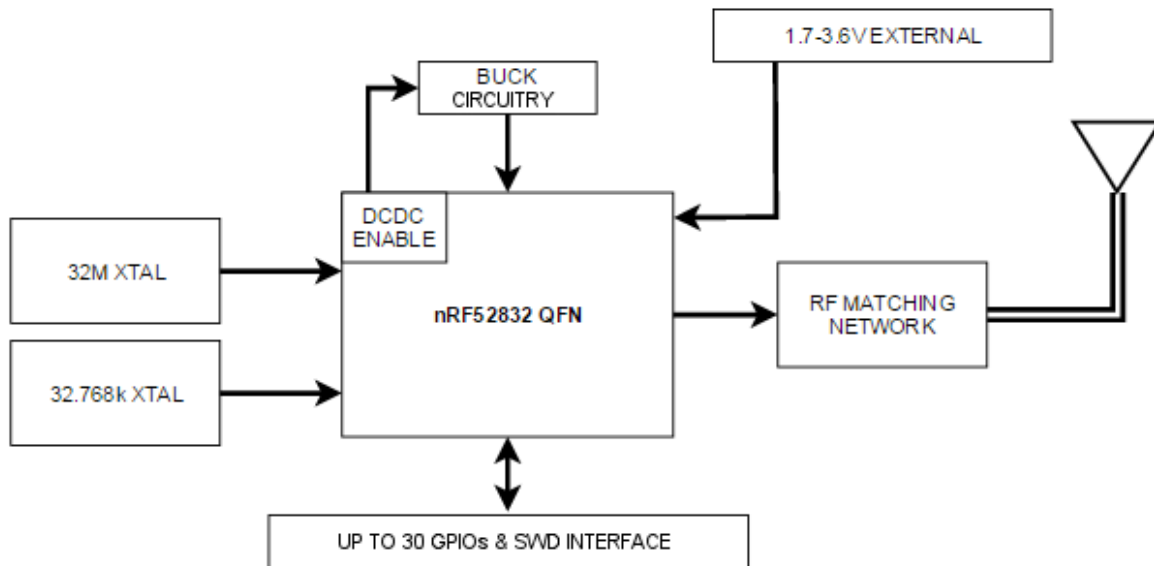 1.7-3.6V EXTERNAL
BUCK
CIRCUITRY
DCDC
ENABLE
32M XTAL
nRF52832 QFN
RF MATCHING
NETWORK
32.768k XTAL
UP TO 30 GPIOs & SWD INTERFACE